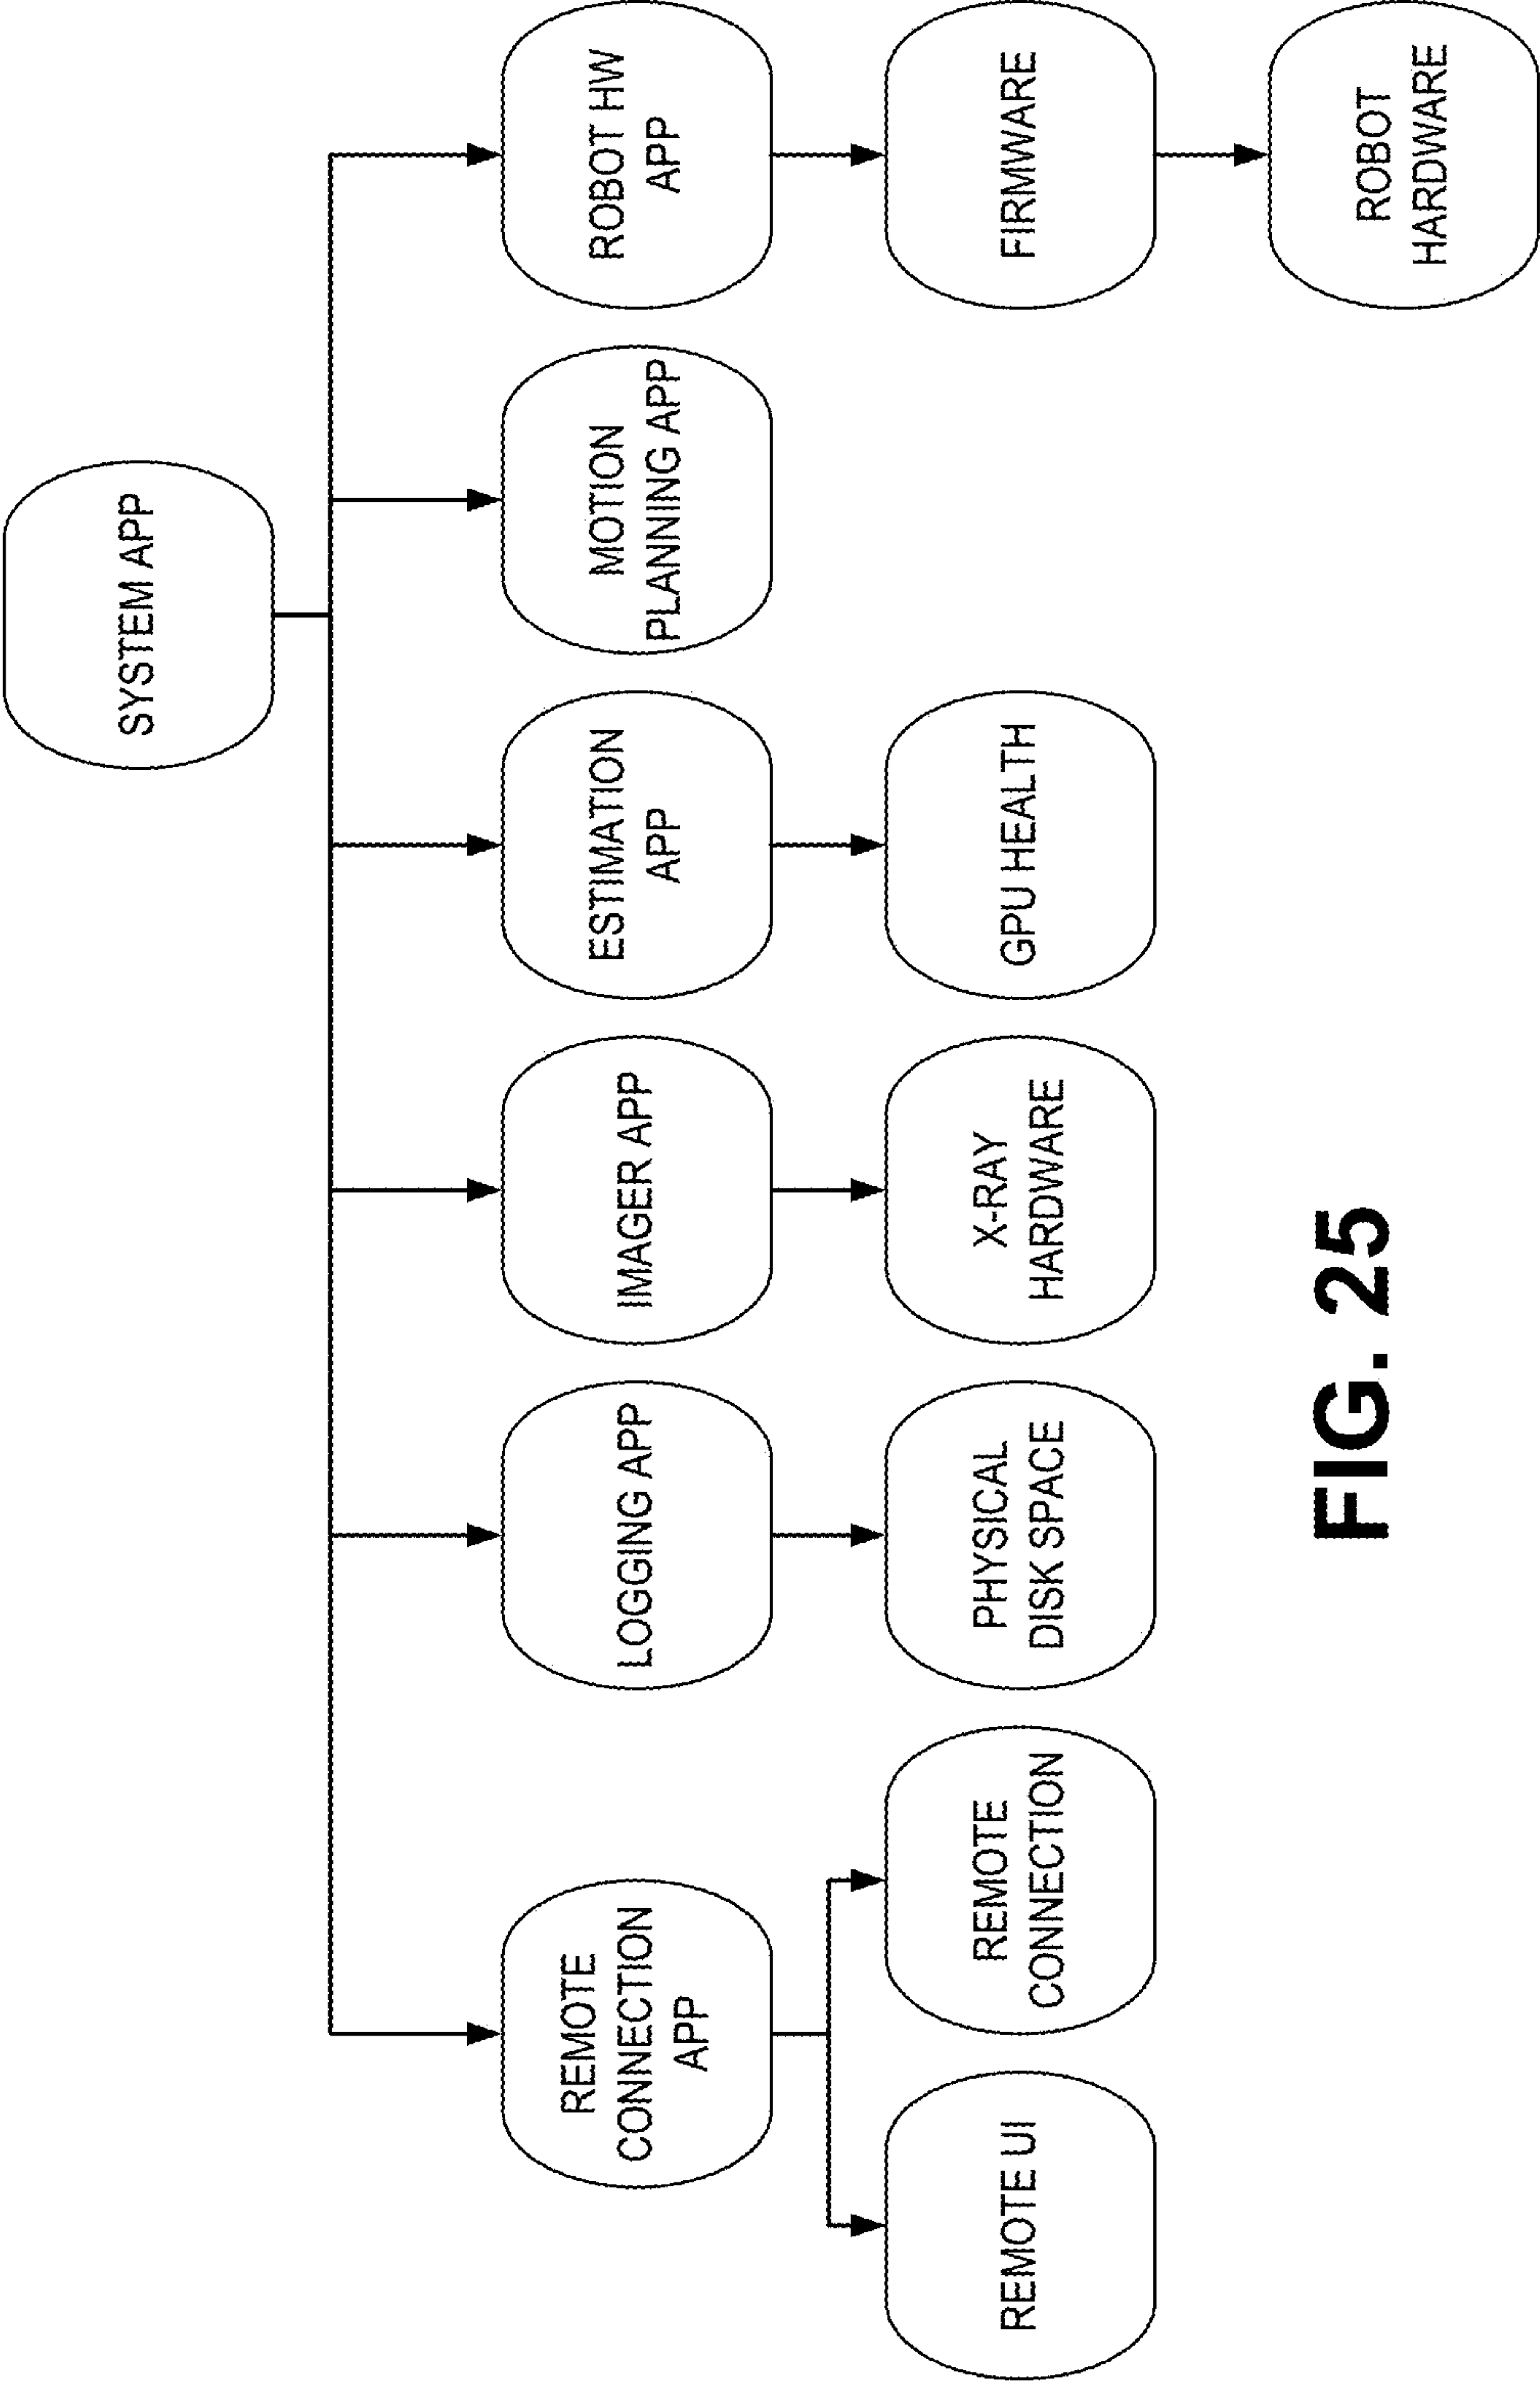 SYSTEM APP
REMOTE
CONNECTION
APP
LOGGING APP
IMAGER APP
ESTIMATION
APP
MOTION
PLANNING APP
ROBOT HW
APP
REMOTE UI
REMOTE
CONNECTION
PHYSICAL
DISK SPACE
X-RAY
HARDWARE
GPU HEALTH
FIRMWARE
ROBOT
HARDWARE
FIG. 25